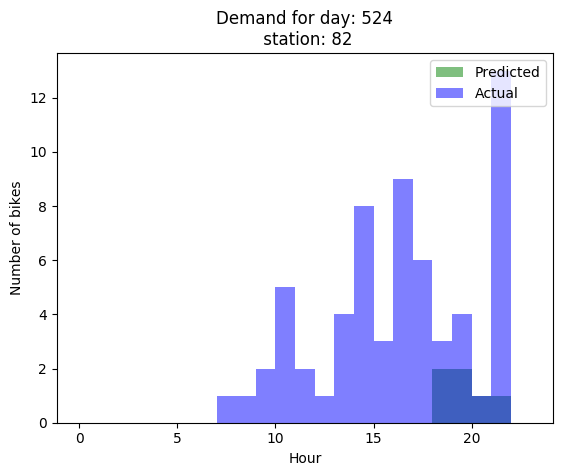 Demand for day: 524
station: 82
Predicted
Actual
Number of bikes
12
10
8
6
4
2
0
0
5
10
15
20
Hour